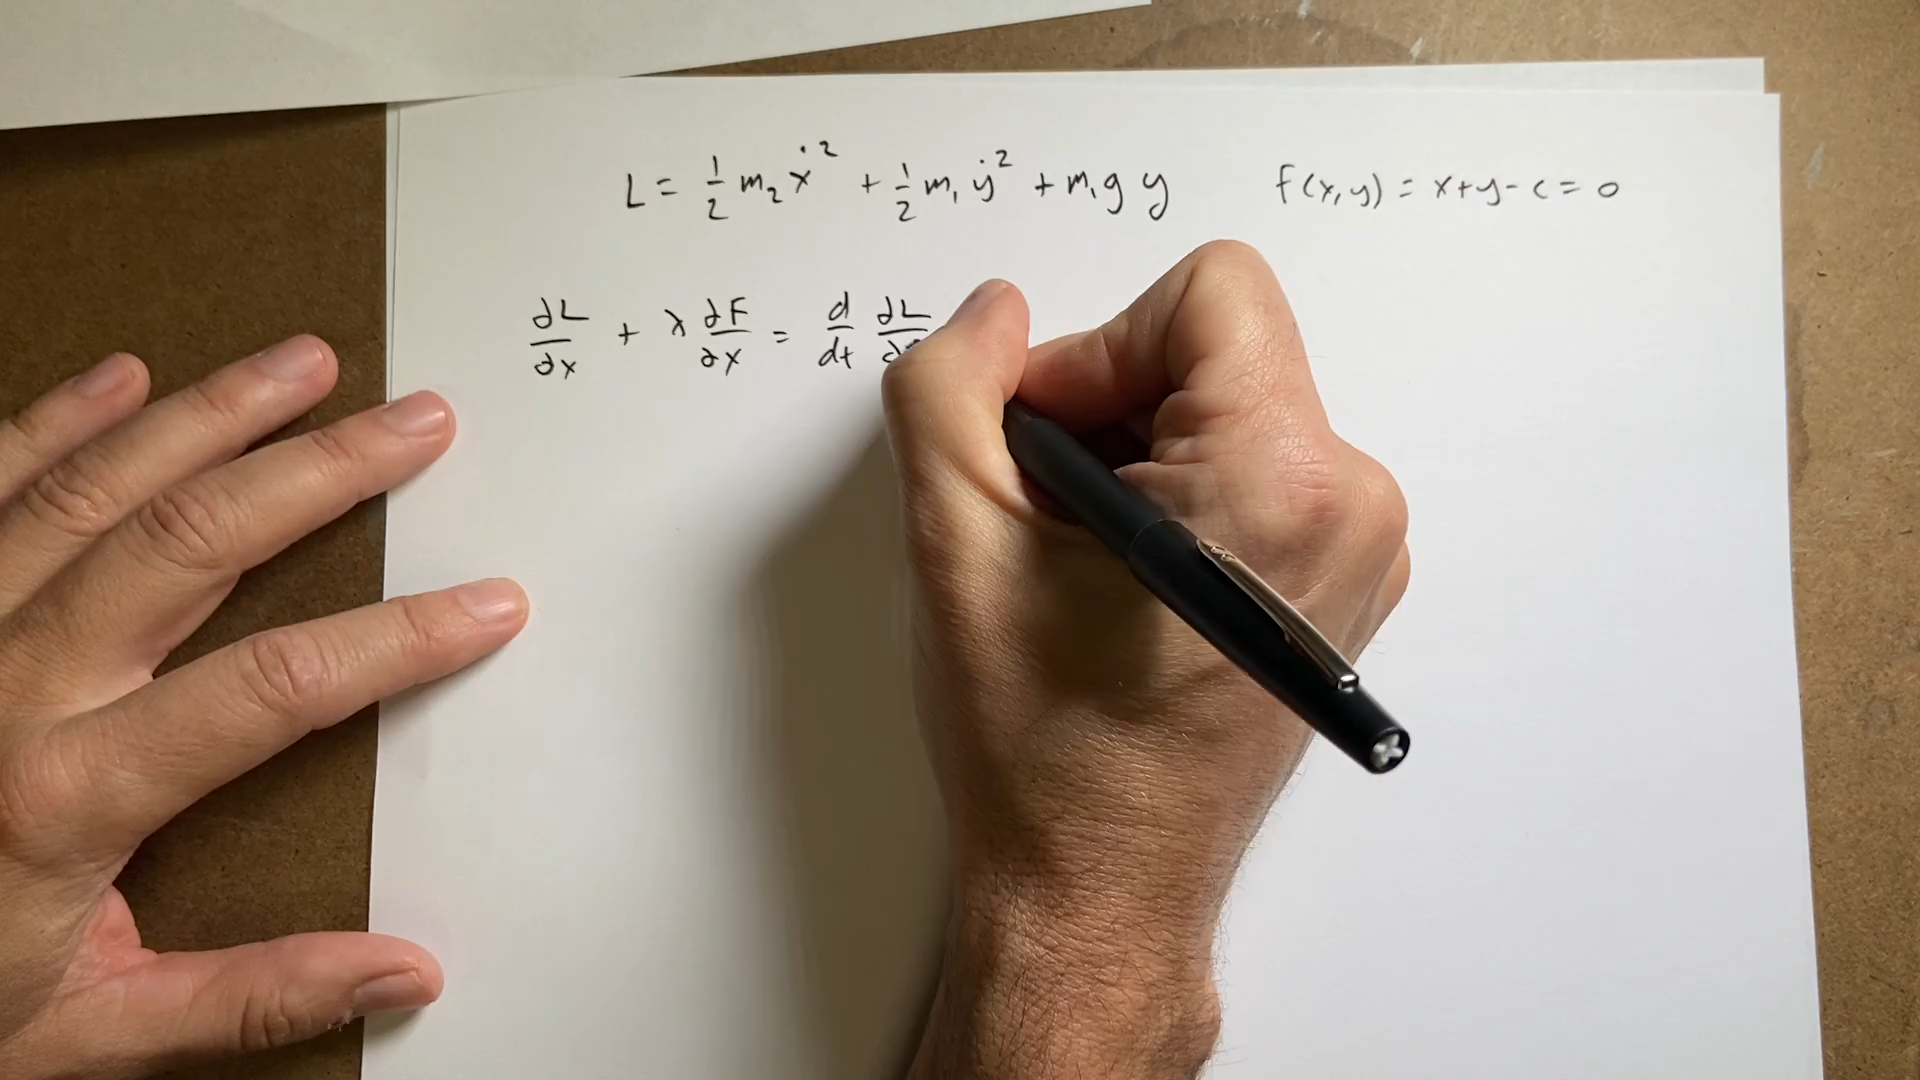 L = 1/2 m₂ ẋ² + 1/2 m₁ ẏ² + m₁ g y    f(x,y) = x+y-c = 0
∂L/∂x + λ ∂F/∂x = d/dt ∂L/∂